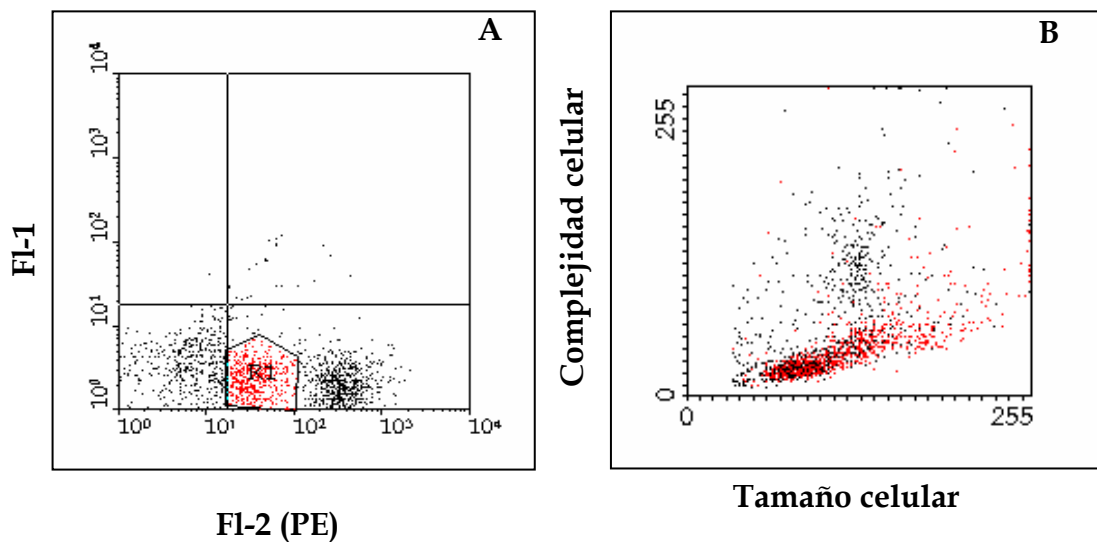 A
10⁴
10³
10²
10¹
10⁰
Fl-1
R1
10⁰ 10¹ 10² 10³ 10⁴
Fl-2 (PE)
B
Complejidad celular
255
0
0 255
Tamaño celular